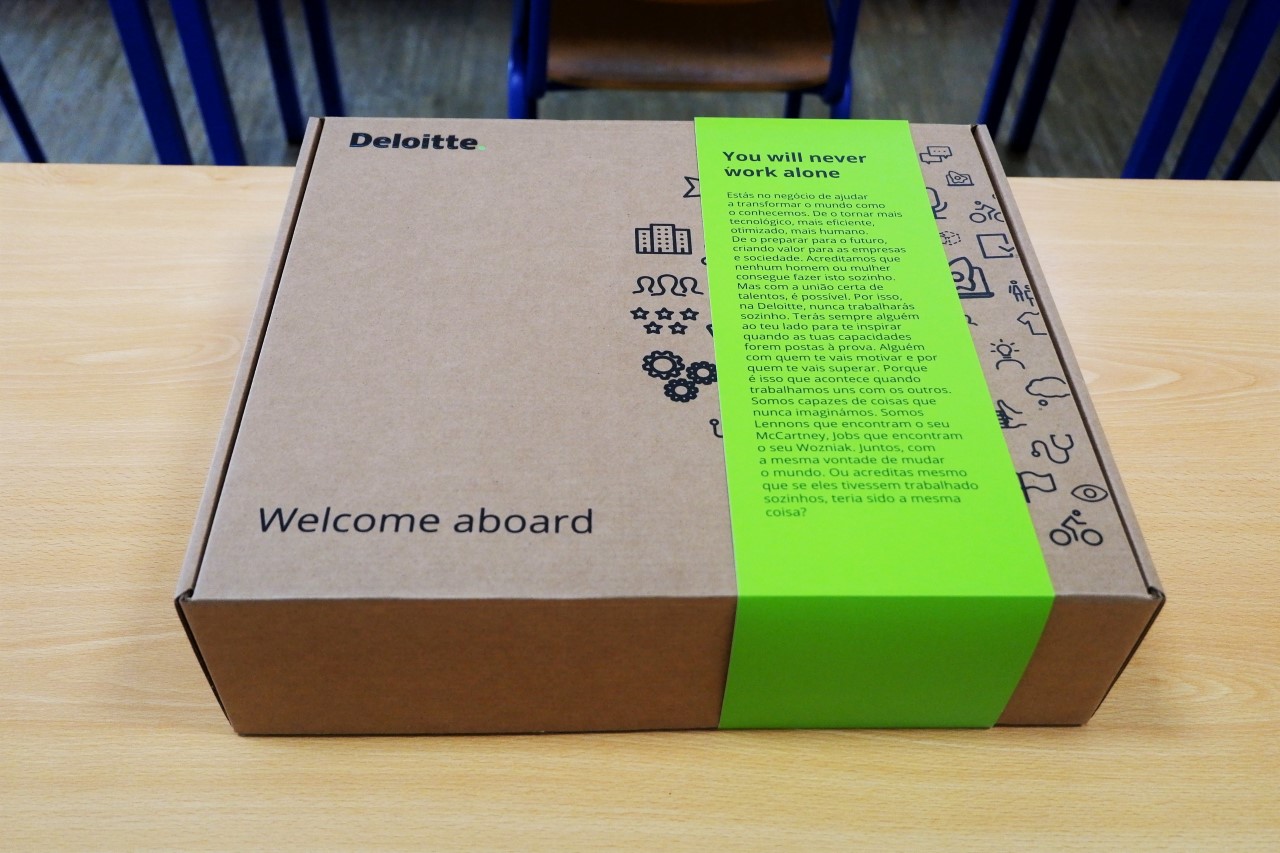 Deloitte.
Welcome aboard
You will never
work alone
Estás no negócio de ajudar
a transformar o mundo como
o conhecemos. De o tornar mais
tecnológico, mais eficiente,
otimizado, mais humano.
De o preparar para o futuro,
criando valor para as empresas
e sociedade. Acreditamos que
nenhum homem ou mulher
consegue fazer isto sozinho.
Mas com a união certa de
talentos, é possível. Por isso,
na Deloitte, nunca trabalharás
sozinho. Terás sempre alguém
ao teu lado para te inspirar
quando as tuas capacidades
forem postas à prova. Alguém
com quem te vais motivar e por
quem te vais superar. Porque
é isso que acontece quando
trabalhamos uns com os outros.
Somos capazes de coisas que
nunca imaginámos. Somos
Lennons que encontram o seu
McCartney, Jobs que encontram
o seu Wozniak. Juntos, com
a mesma vontade de mudar
o mundo. Ou acreditas mesmo
que se eles tivessem trabalhado
sozinhos, teria sido a mesma
coisa?